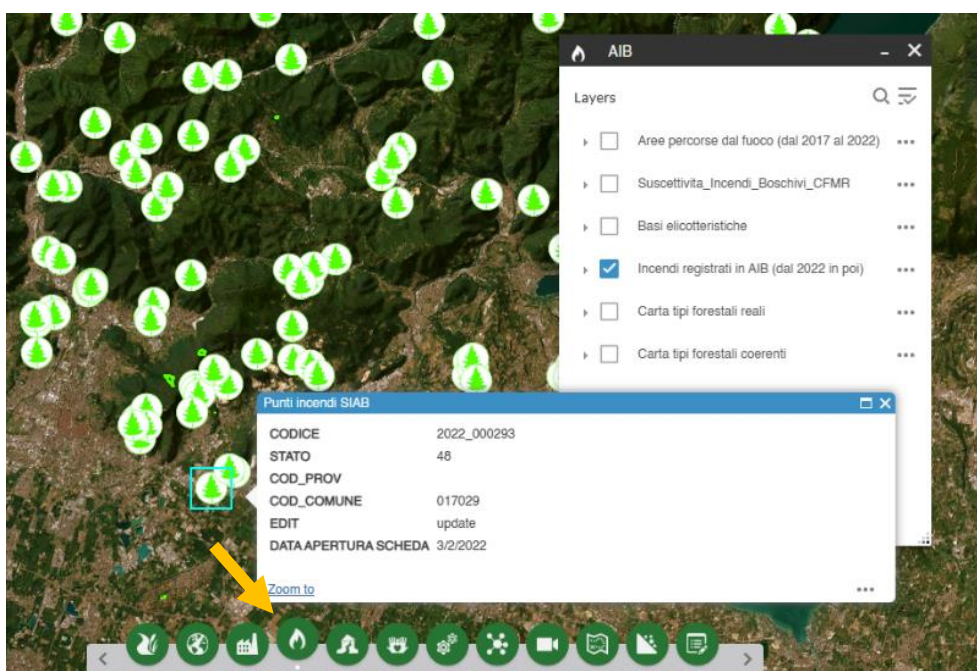 AIB
Layers
Aree percorse dal fuoco (dal 2017 al 2022)
Suscettivita_Incendi_Boschivi_CFMR
Basi elicotteristiche
Incendi registrati in AIB (dal 2022 in poi)
Carta tipi forestali reali
Carta tipi forestali coerenti
Punti incendi SIAB
CODICE 2022_000293
STATO 48
COD_PROV
COD_COMUNE 017029
EDIT update
DATA APERTURA SCHEDA 3/2/2022
Zoom to